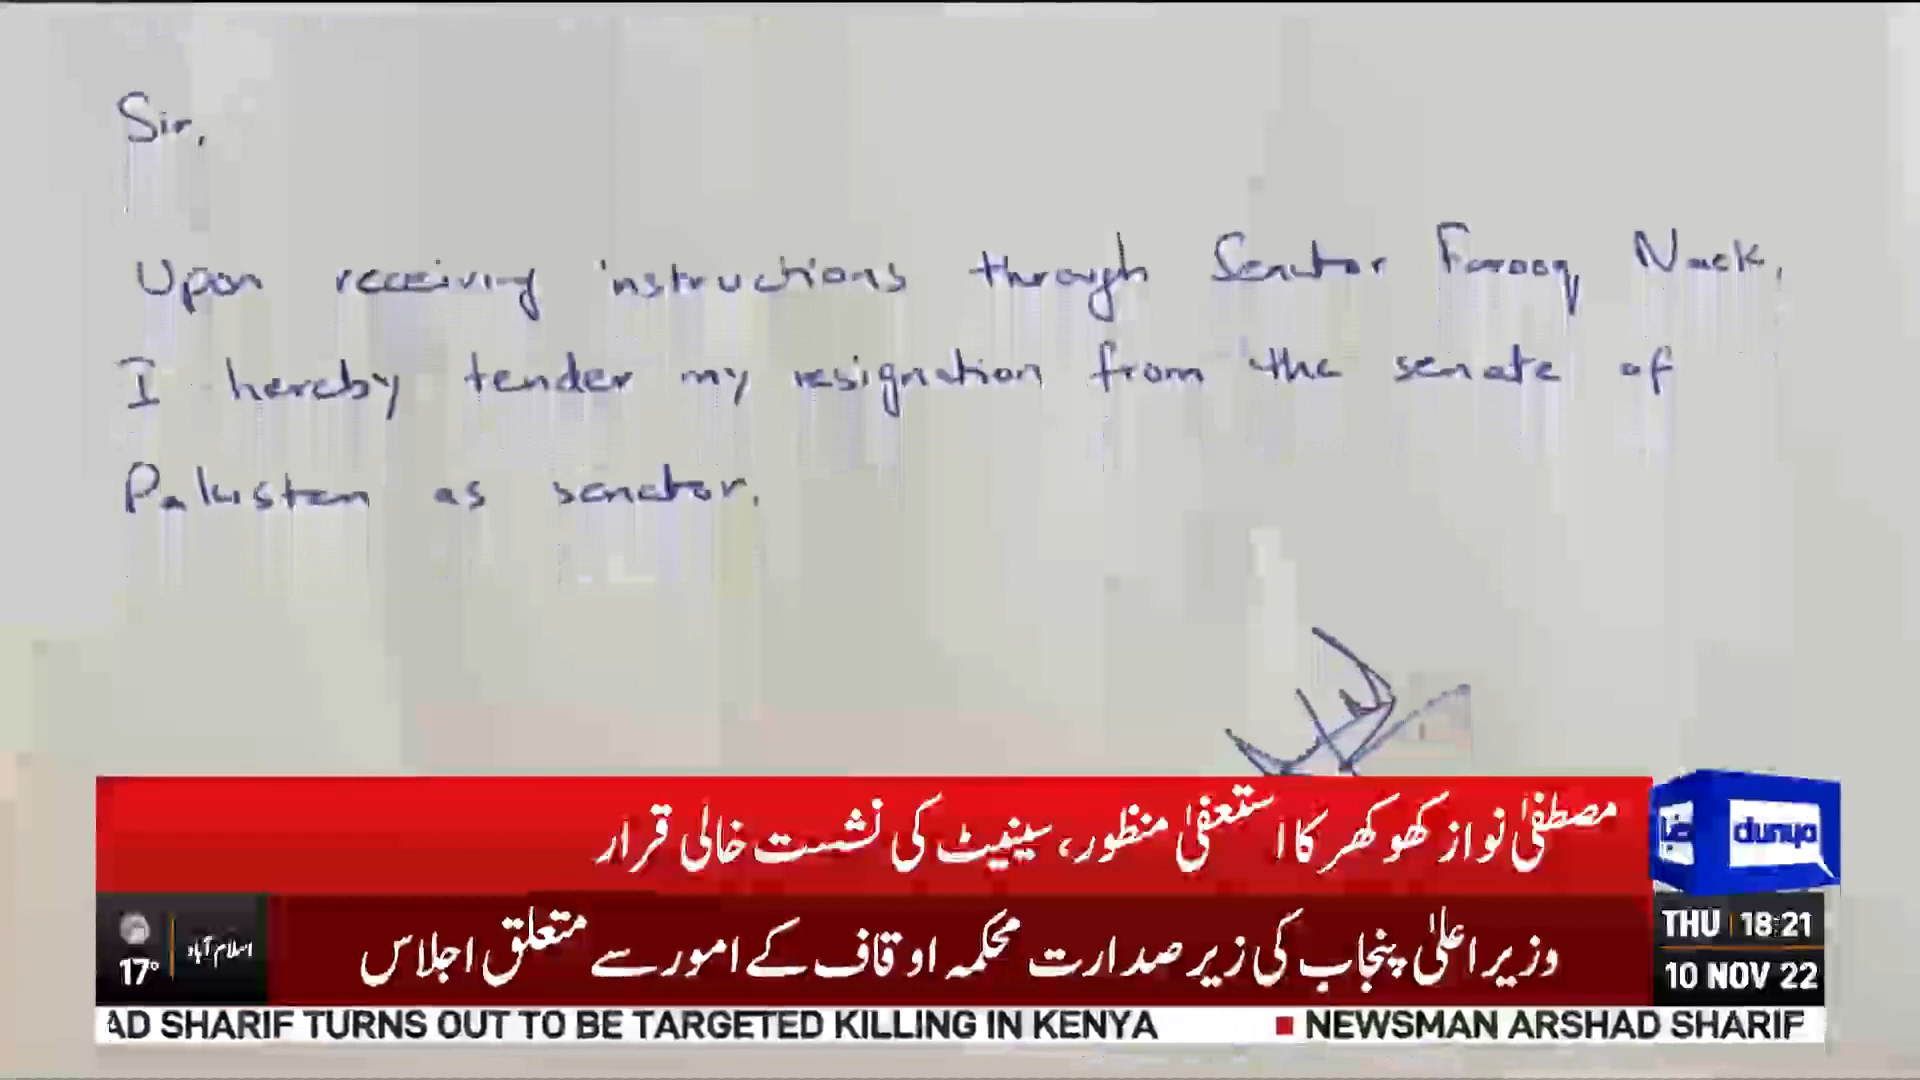 Sir,
Upon receiving instructions through Senator Farooq Naek,
I hereby tender my resignation from the senate of
Pakistan as senator.
مصطفیٰ نواز کھوکھر کا استعفیٰ منظور، سینیٹ کی نشست خالی قرار
dunya
THU 18:21
اسلام آباد
17°
وزیراعلیٰ پنجاب کی زیر صدارت محکمہ اوقاف کے امور سے متعلق اجلاس
10 NOV 22
AD SHARIF TURNS OUT TO BE TARGETED KILLING IN KENYA ■ NEWSMAN ARSHAD SHARIF